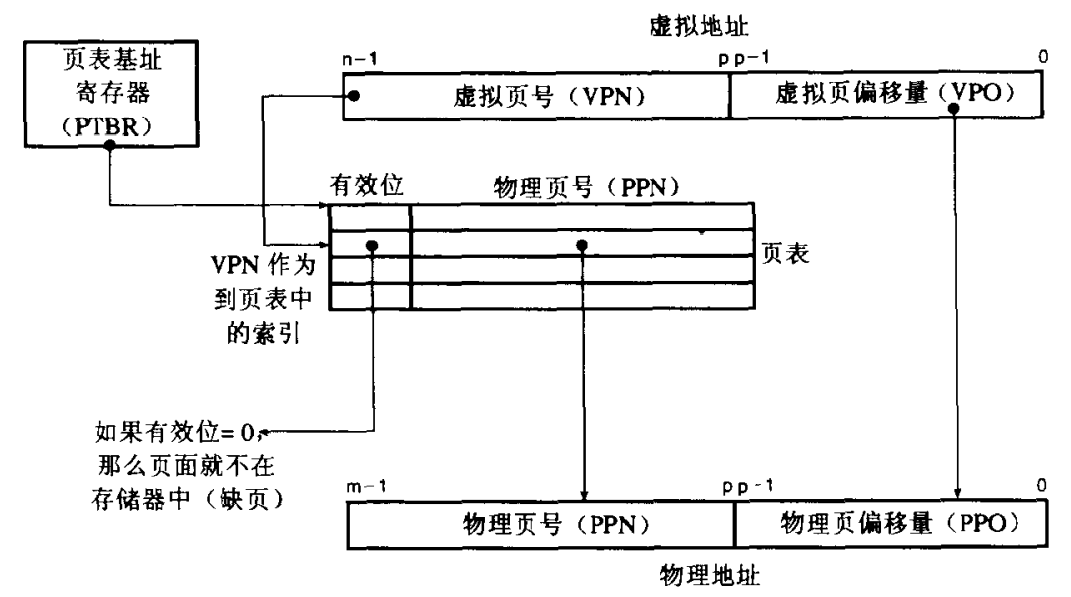 虚拟地址
页表基址
寄存器
（PTBR）
n-1
p p-1
0
虚拟页号（VPN）
虚拟页偏移量（VPO）
有效位
物理页号（PPN）
页表
VPN 作为
到页表中
的索引
如果有效位= 0，
那么页面就不在
存储器中（缺页）
m-1
p p-1
0
物理页号（PPN）
物理页偏移量（PPO）
物理地址